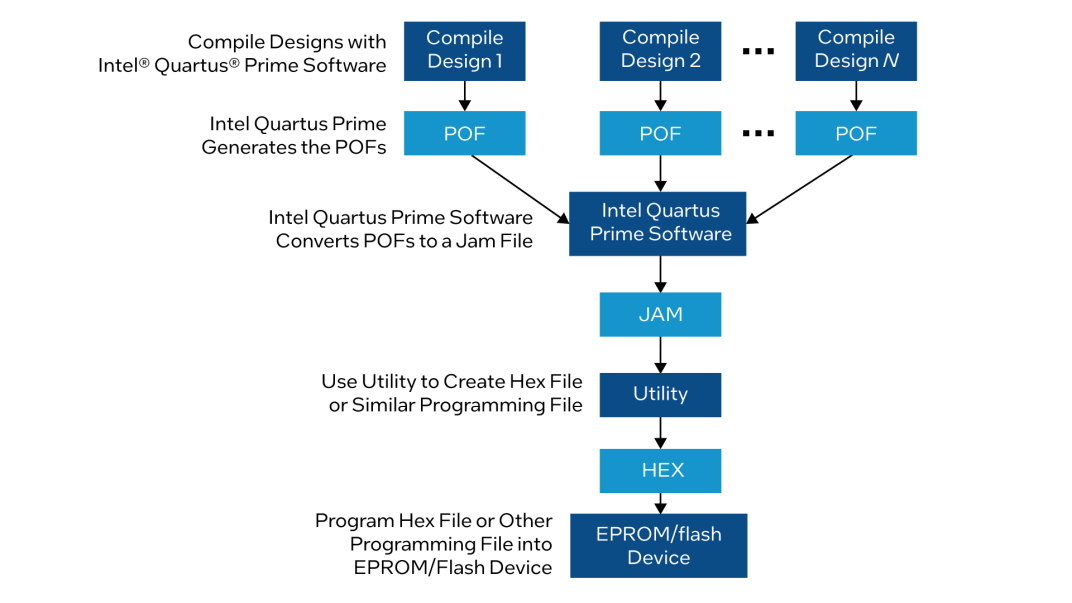 Compile Designs with
Intel® Quartus® Prime Software
Compile
Design 1
Compile
Design 2
...
Compile
Design N
Intel Quartus Prime
Generates the POFs
POF
POF
...
POF
Intel Quartus Prime Software
Converts POFs to a Jam File
Intel Quartus
Prime Software
JAM
Use Utility to Create Hex File
or Similar Programming File
Utility
HEX
Program Hex File or Other
Programming File into
EPROM/Flash Device
EPROM/flash
Device